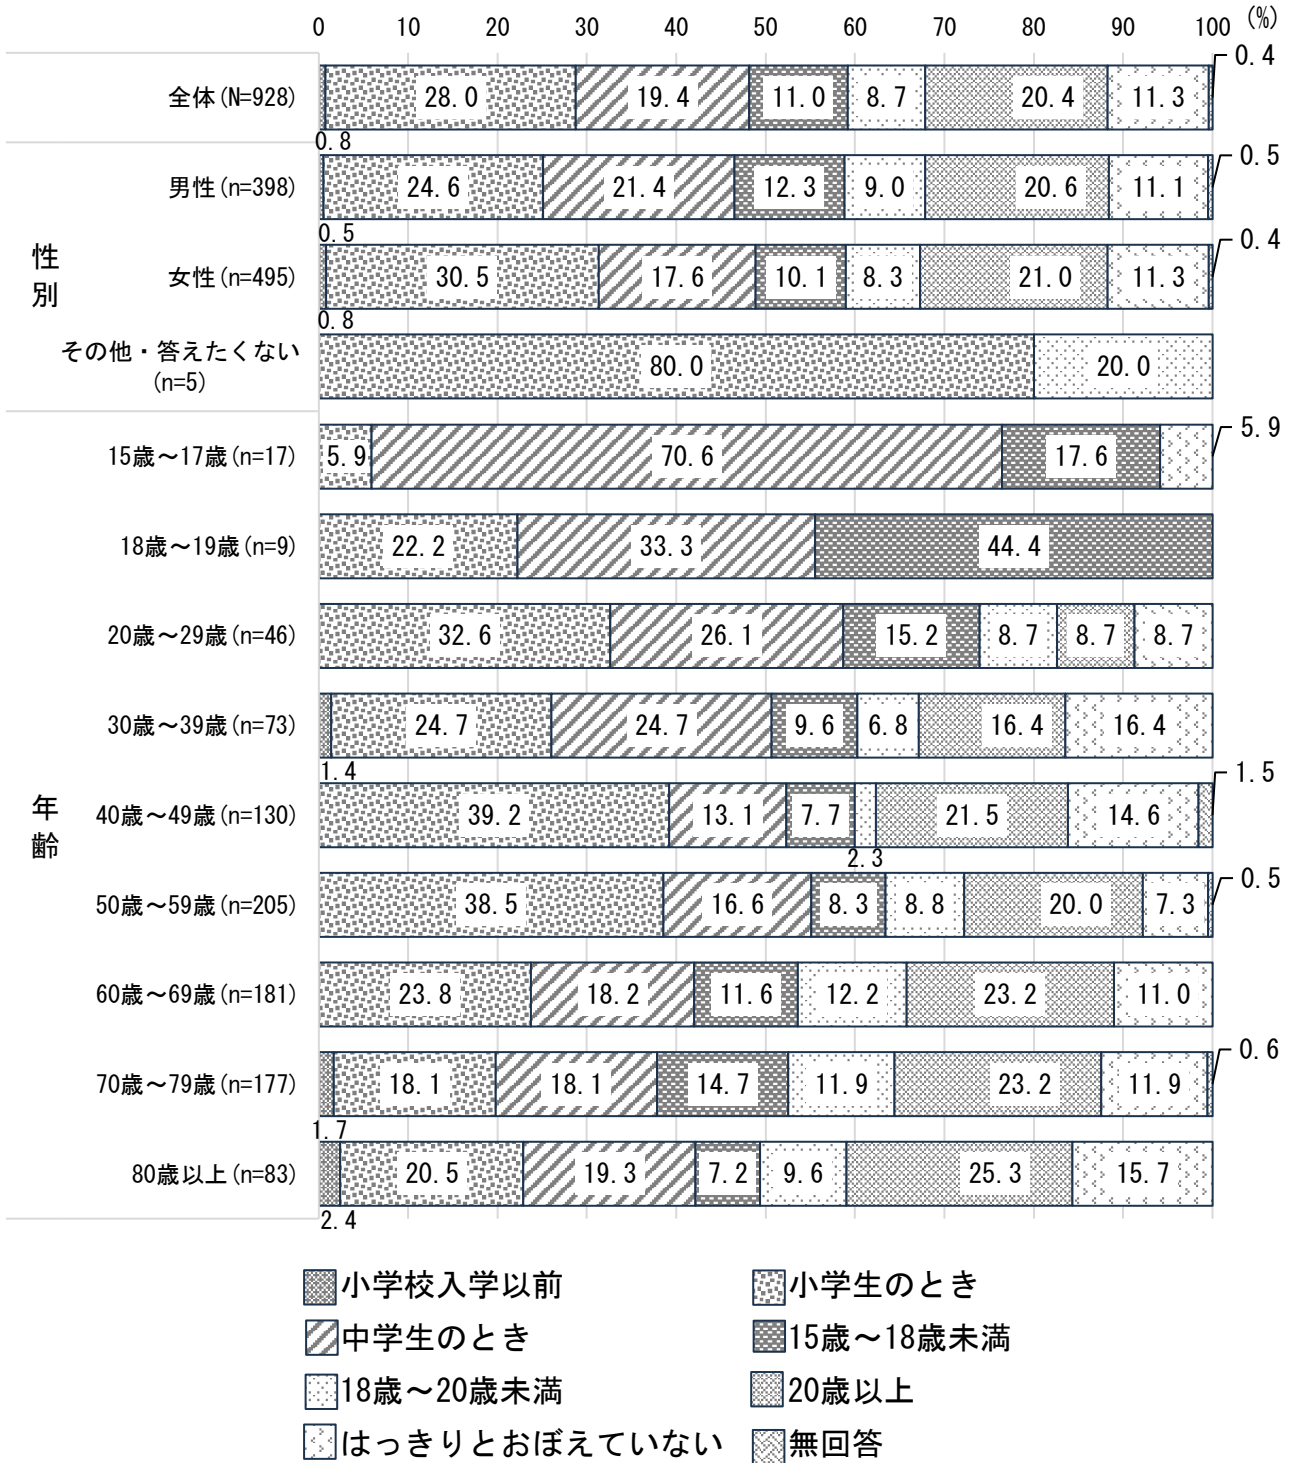 0 10 20 30 40 50 60 70 80 90 100 (%)
0.4
全体(N=928) 28.0 19.4 11.0 8.7 20.4 11.3
0.8
0.5
男性(n=398) 24.6 21.4 12.3 9.0 20.6 11.1
0.5
0.4
性別
女性(n=495) 30.5 17.6 10.1 8.3 21.0 11.3
0.8
その他・答えたくない
(n=5)
80.0 20.0
5.9
15歳～17歳(n=17) 5.9 70.6 17.6
18歳～19歳(n=9) 22.2 33.3 44.4
20歳～29歳(n=46) 32.6 26.1 15.2 8.7 8.7 8.7
30歳～39歳(n=73) 24.7 24.7 9.6 6.8 16.4 16.4
1.4
1.5
年齢
40歳～49歳(n=130) 39.2 13.1 7.7 21.5 14.6
2.3
0.5
50歳～59歳(n=205) 38.5 16.6 8.3 8.8 20.0 7.3
60歳～69歳(n=181) 23.8 18.2 11.6 12.2 23.2 11.0
0.6
70歳～79歳(n=177) 18.1 18.1 14.7 11.9 23.2 11.9
1.7
80歳以上(n=83) 20.5 19.3 7.2 9.6 25.3 15.7
2.4
小学校入学以前 小学生のとき
中学生のとき 15歳～18歳未満
18歳～20歳未満 20歳以上
はっきりとおぼえていない 無回答